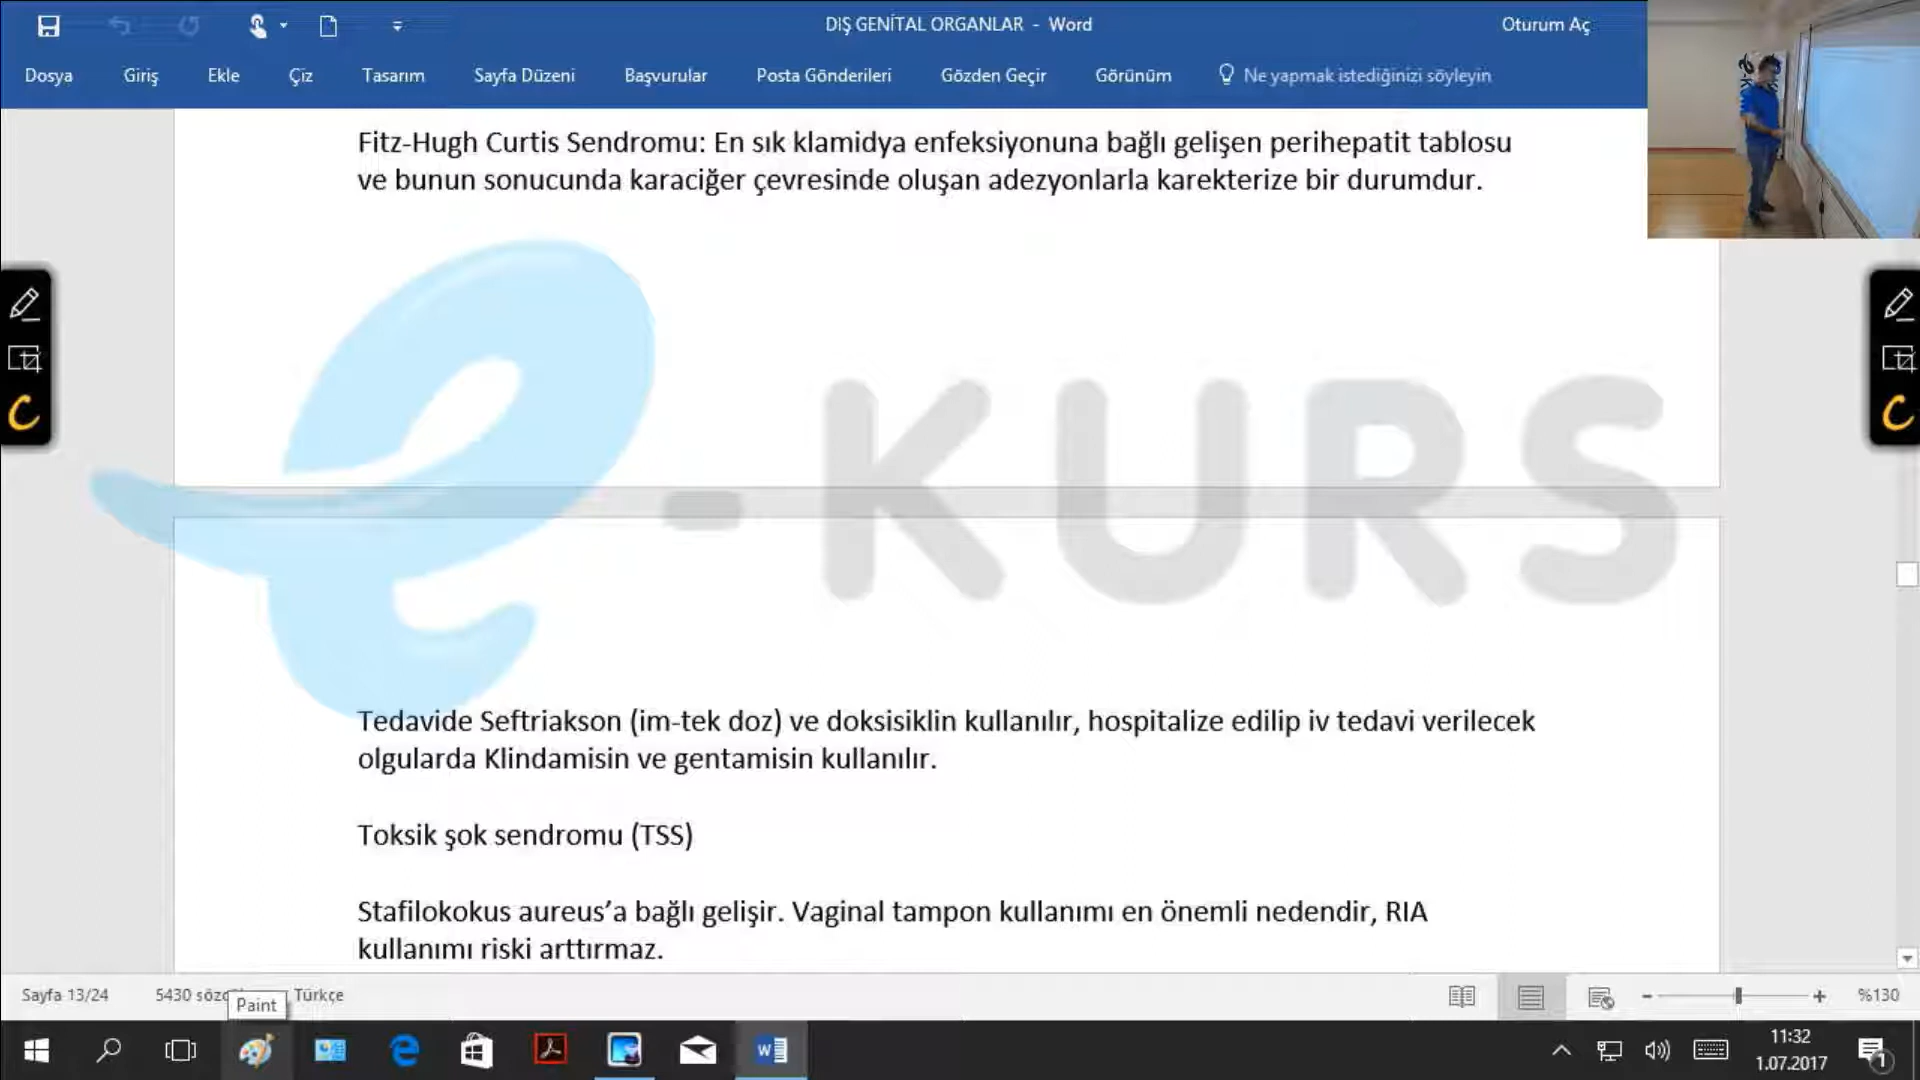 DIŞ GENİTAL ORGANLAR - Word
Oturum Aç
Dosya Giriş Ekle Çiz Tasarım Sayfa Düzeni Başvurular Posta Gönderileri Gözden Geçir Görünüm Ne yapmak istediğinizi söyleyin
Fitz-Hugh Curtis Sendromu: En sık klamidya enfeksiyonuna bağlı gelişen perihepatit tablosu
ve bunun sonucunda karaciğer çevresinde oluşan adezyonlarla karekterize bir durumdur.
e-KURS
Tedavide Seftriakson (im-tek doz) ve doksisiklin kullanılır, hospitalize edilip iv tedavi verilecek
olgularda Klindamisin ve gentamisin kullanılır.
Toksik şok sendromu (TSS)
Stafilokokus aureus’a bağlı gelişir. Vaginal tampon kullanımı en önemli nedendir, RIA
kullanımı riski arttırmaz.
Sayfa 13/24 5430 Türkçe %130
Paint
11:32
1.07.2017
1